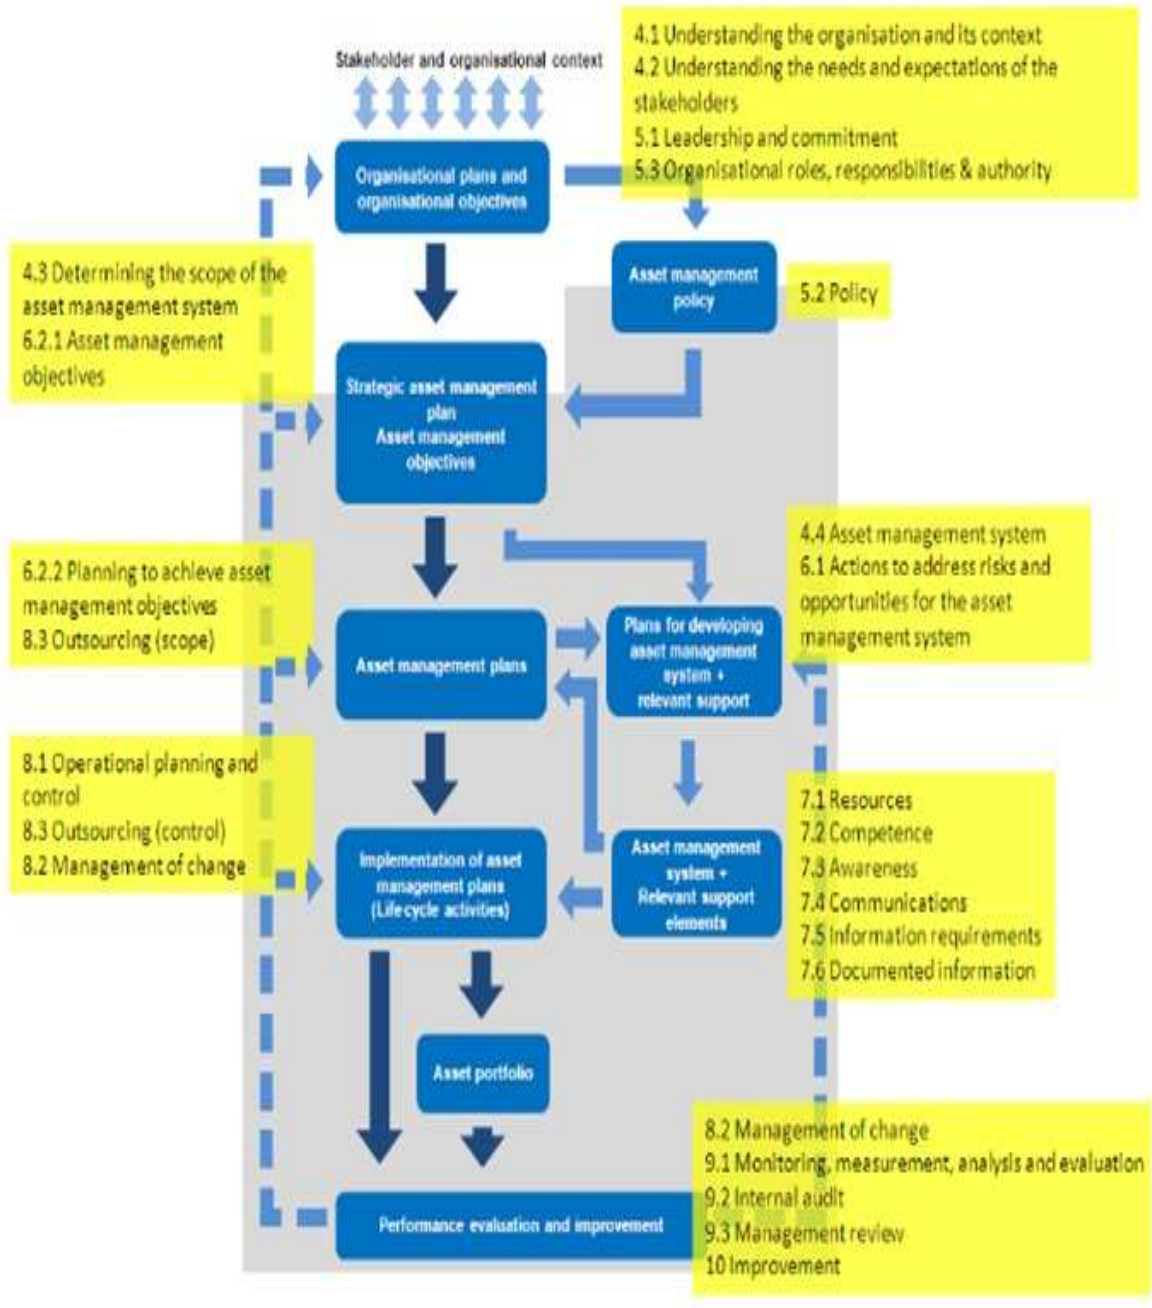 Stakeholder and organisational context
4.1 Understanding the organisation and its context
4.2 Understanding the needs and expectations of the
stakeholders
5.1 Leadership and commitment
5.3 Organisational roles, responsibilities & authority
Organisational plans and
organisational objectives
4.3 Determining the scope of the
asset management system
6.2.1 Asset management
objectives
Asset management
policy
5.2 Policy
Strategic asset management
plan
Asset management
objectives
4.4 Asset management system
6.1 Actions to address risks and
opportunities for the asset
management system
6.2.2 Planning to achieve asset
management objectives
8.3 Outsourcing (scope)
Asset management plans
Plans for developing
asset management
system +
relevant support
8.1 Operational planning and
control
8.3 Outsourcing (control)
8.2 Management of change
Implementation of asset
management plans
(Lifecycle activities)
Asset management
system +
Relevant support
elements
7.1 Resources
7.2 Competence
7.3 Awareness
7.4 Communications
7.5 Information requirements
7.6 Documented information
Asset portfolio
8.2 Management of change
9.1 Monitoring, measurement, analysis and evaluation
9.2 Internal audit
9.3 Management review
10 Improvement
Performance evaluation and improvement